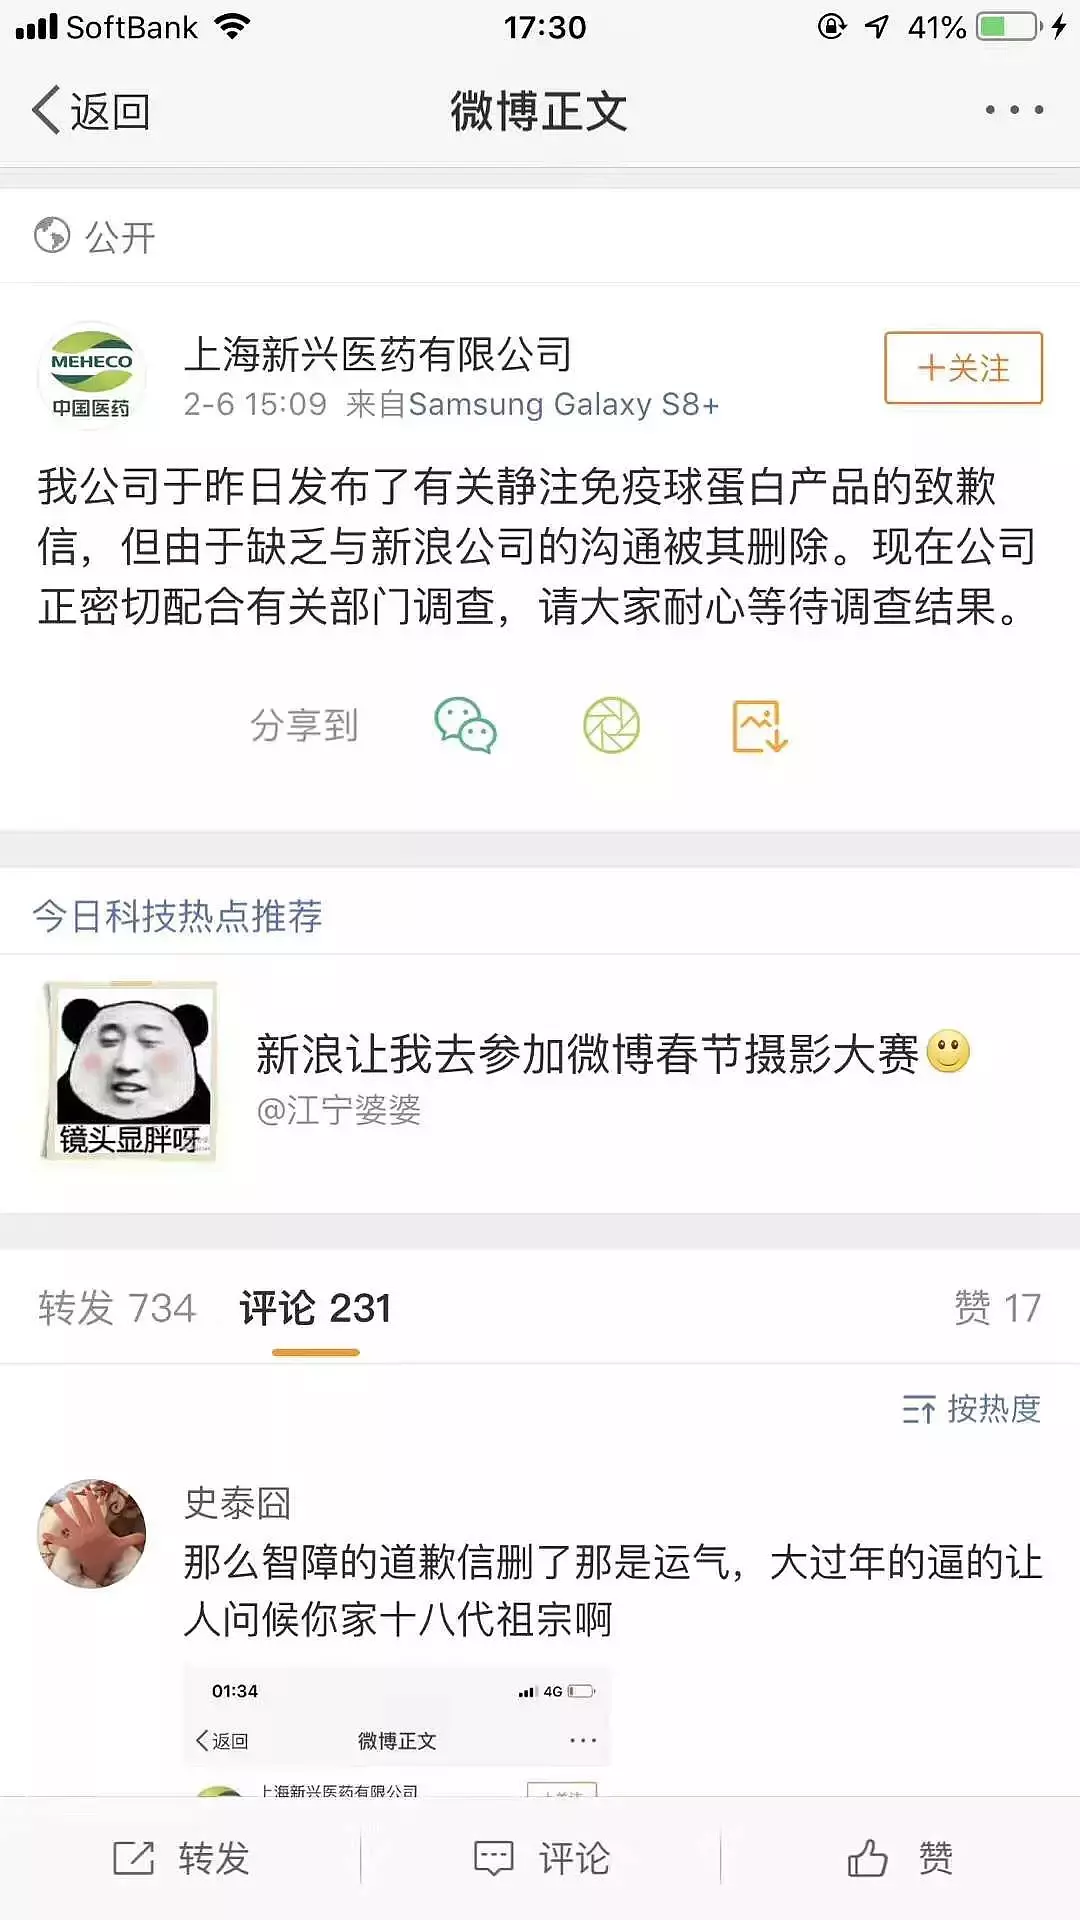 SoftBank 17:30 41%
返回 微博正文
公开
MEHECO
中国医药
上海新兴医药有限公司
+关注
2-6 15:09 来自Samsung Galaxy S8+
我公司于昨日发布了有关静注免疫球蛋白产品的致歉
信，但由于缺乏与新浪公司的沟通被其删除。现在公司
正密切配合有关部门调查，请大家耐心等待调查结果。
分享到
今日科技热点推荐
镜头显胖呀
新浪让我去参加微博春节摄影大赛
@江宁婆婆
转发 734 评论 231 赞 17
按热度
史泰囧
那么智障的道歉信删了那是运气，大过年的逼的让
人问候你家十八代祖宗啊
01:34 4G
返回 微博正文
上海新兴医药有限公司
+关注
转发 评论 赞